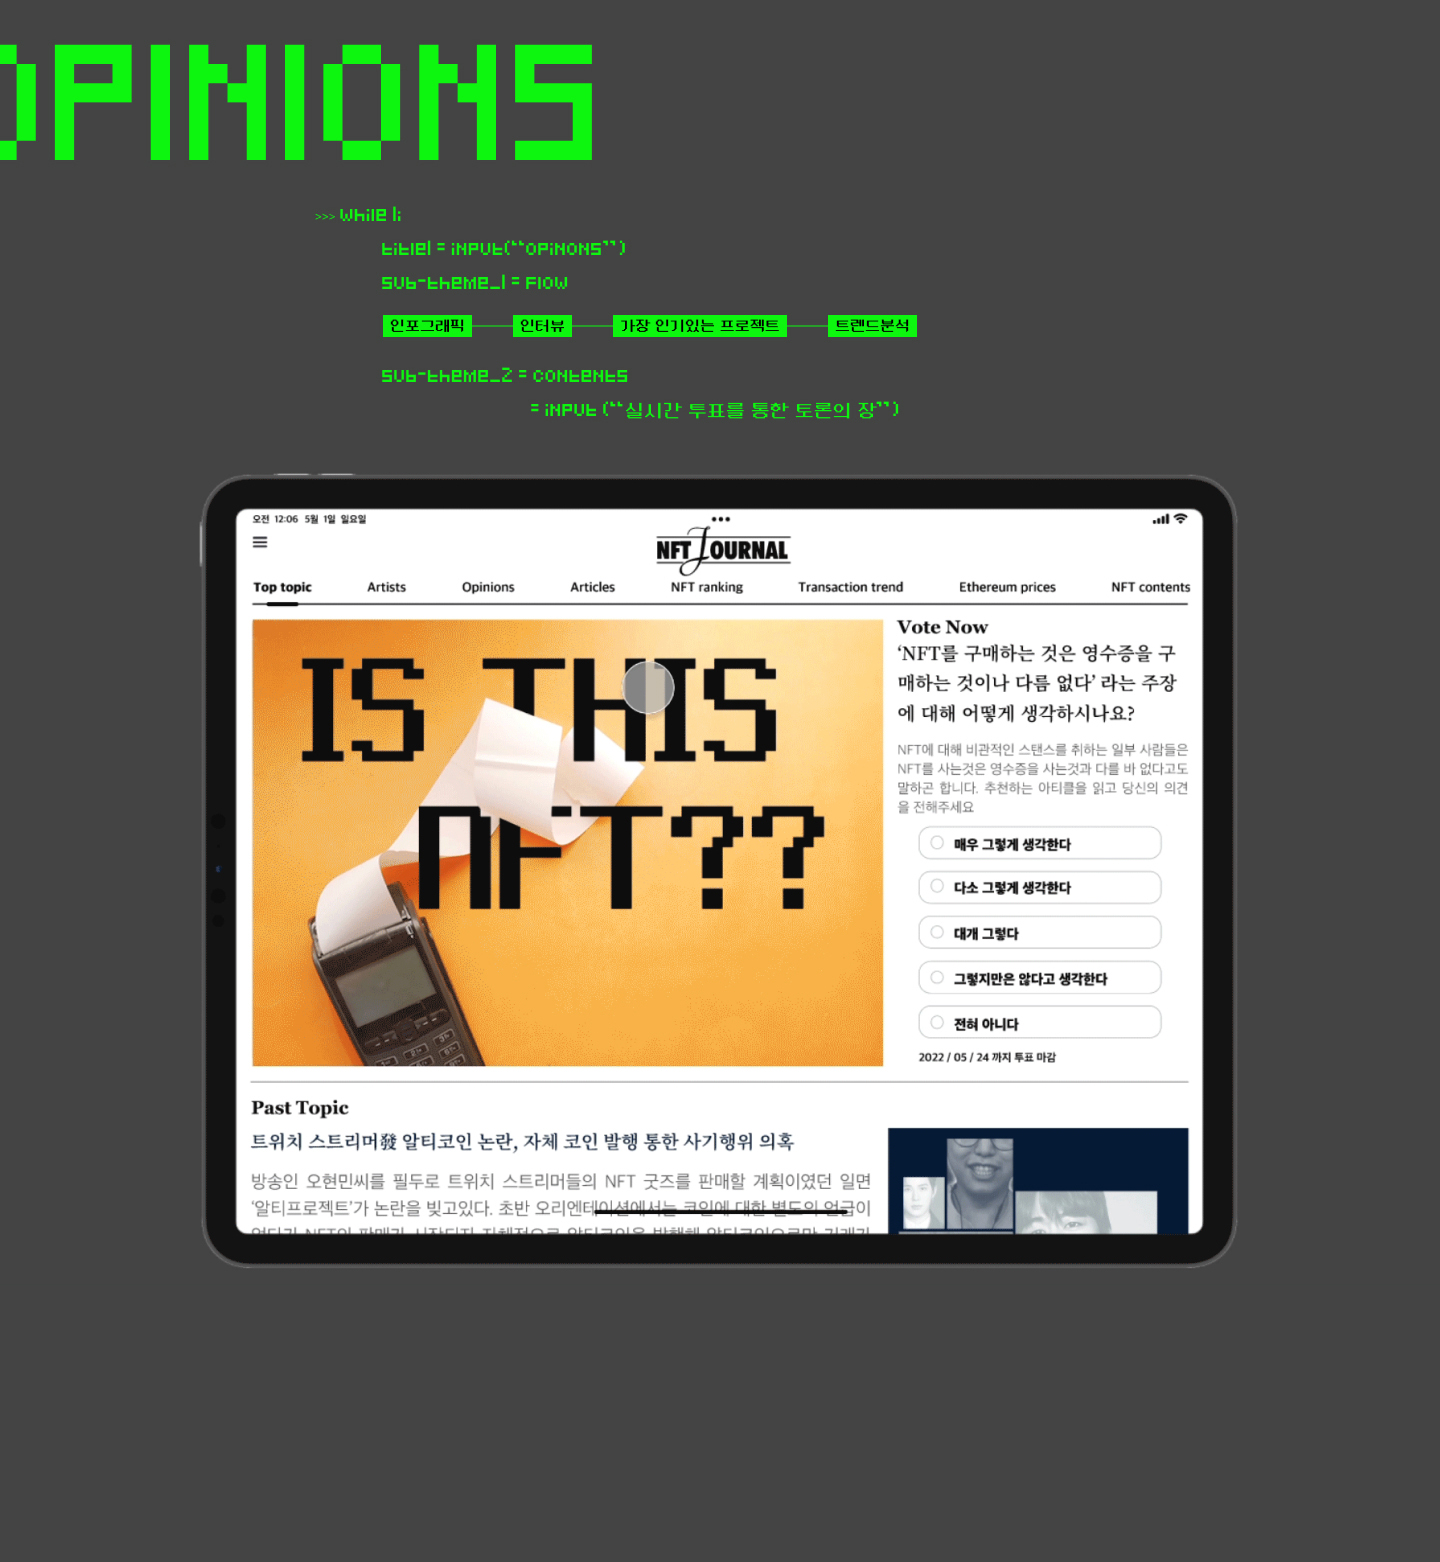 OPINIONS
>>> While 1:
title1 = iNPUt(“OPiNONS”)
sub-theme_1 = Flow
인포그래픽 인터뷰 가장 인기있는 프로젝트 트렌드분석
sub-theme_2 = CONteNts
= iNPUt (“실시간 투표를 통한 토론의 장”)
오전 12:06 5월 1일 일요일
NFT JOURNAL
Top topic Artists Opinions Articles NFT ranking Transaction trend Ethereum prices NFT contents
IS THIS
NFT??
Vote Now
‘NFT를 구매하는 것은 영수증을 구
매하는 것이나 다름 없다’ 라는 주장
에 대해 어떻게 생각하시나요?
NFT에 대해 비관적인 스탠스를 취하는 일부 사람들은
NFT를 사는것은 영수증을 사는것과 다를 바 없다고도
말하곤 합니다. 추천하는 아티클을 읽고 당신의 의견
을 전해주세요
매우 그렇게 생각한다
다소 그렇게 생각한다
대개 그렇다
그렇지만은 않다고 생각한다
전혀 아니다
2022 / 05 / 24 까지 투표 마감
Past Topic
트위치 스트리머發 알티코인 논란, 자체 코인 발행 통한 사기행위 의혹
방송인 오현민씨를 필두로 트위치 스트리머들의 NFT 굿즈를 판매할 계획이였던 일면
‘알티프로젝트’가 논란을 빚고있다. 초반 오리엔테이션에서는 코인에 대한 별도의 언급이